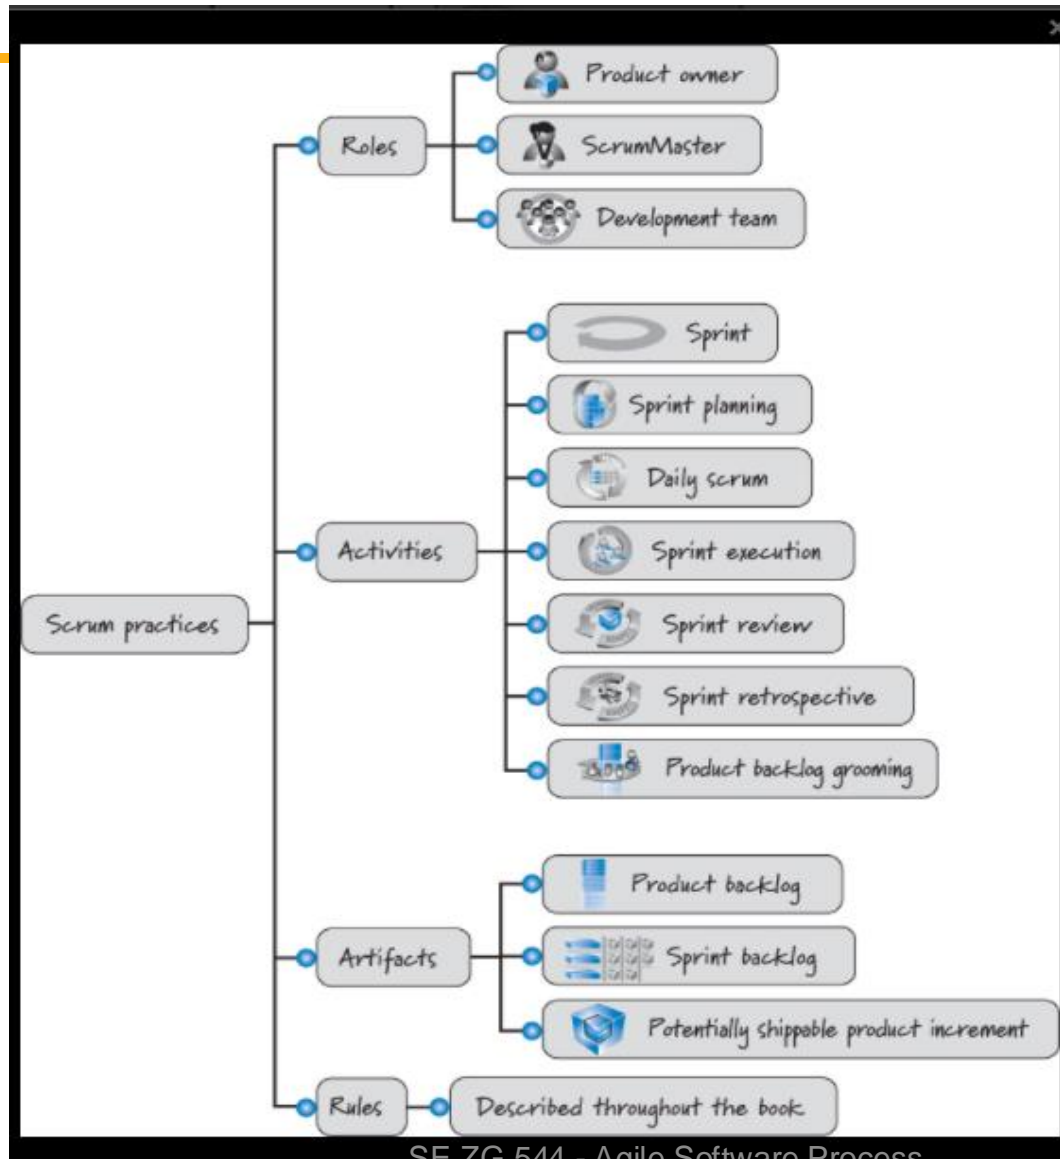 Product owner
Roles
ScrumMaster
Development team
Sprint
Sprint planning
Daily scrum
Activities
Sprint execution
Scrum practices
Sprint review
Sprint retrospective
Product backlog grooming
Product backlog
Artifacts
Sprint backlog
Potentially shippable product increment
Rules
Described throughout the book
SE ZG 544 - Agile Software Process